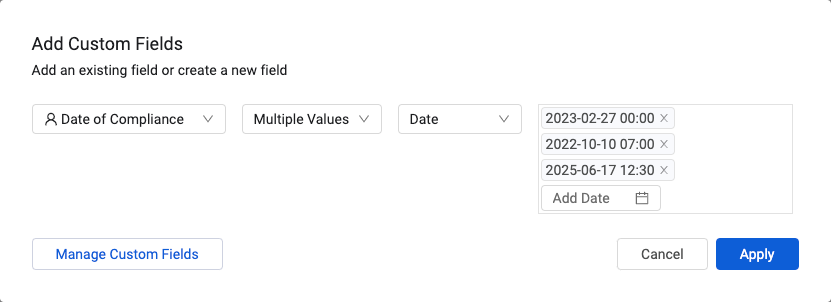 Add Custom Fields
Add an existing field or create a new field
Date of Compliance
Multiple Values
Date
2023-02-27 00:00
2022-10-10 07:00
2025-06-17 12:30
Add Date
Manage Custom Fields
Cancel
Apply